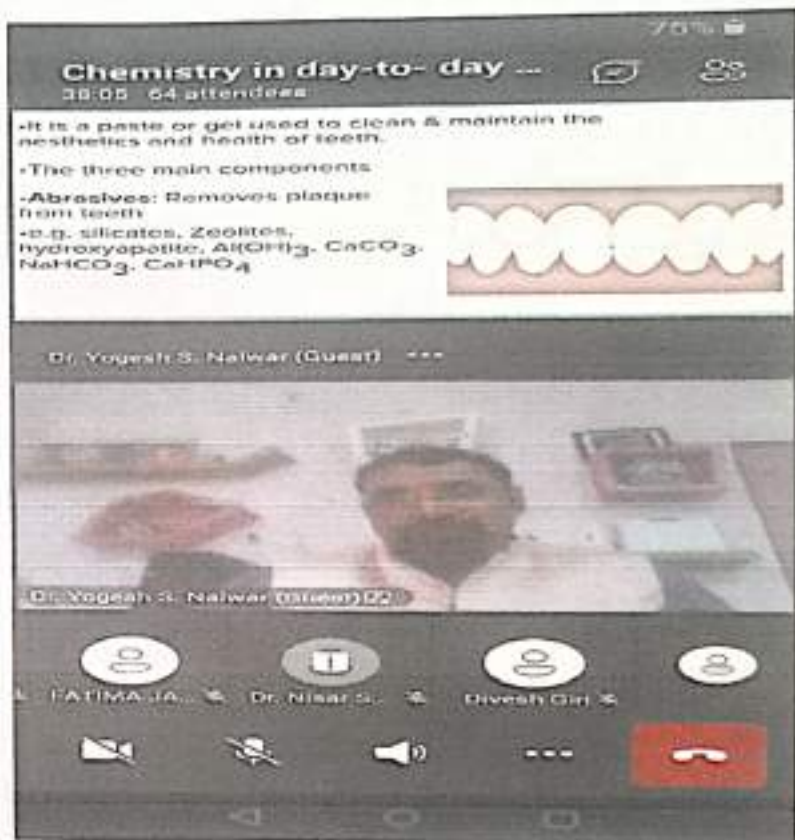 75%
Chemistry in day-to- day ...
38:05 64 attendees
•It is a paste or gel used to clean & maintain the
aesthetics and health of teeth.
•The three main components
•Abrasives: Removes plaque
from teeth
•e.g. silicates, Zeolites,
hydroxyapatite, Al(OH)3, CaCO3,
NaHCO3, CaHPO4
Dr. Yogesh S. Nalwar (Guest) •••
Dr. Yogesh S. Nalwar (Guest)
FATIMA JA... Dr. Nisar S... Divesh Giri